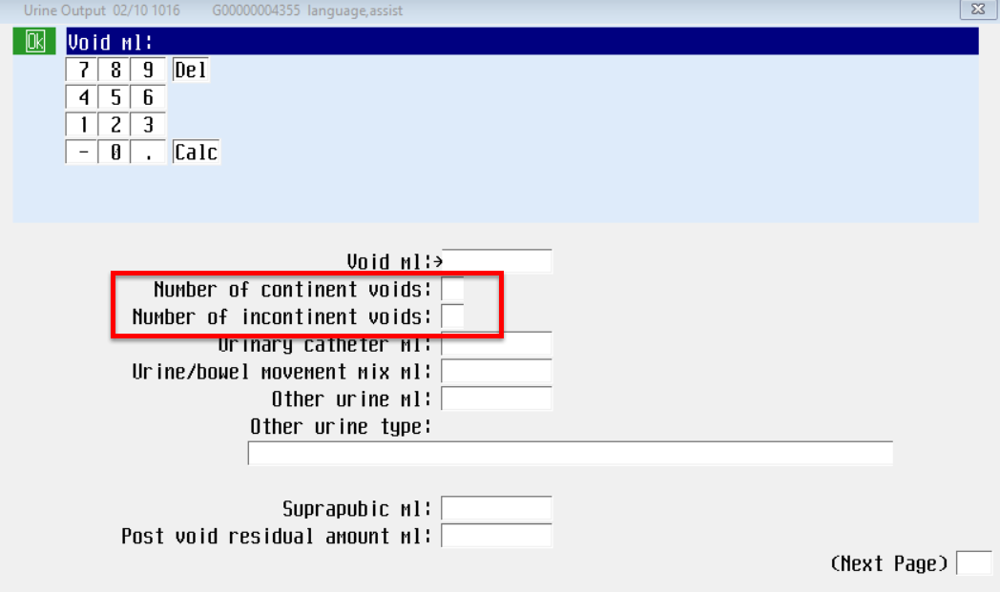 Urine Output 02/10 1016 G00000004355 language,assist
Ok Void ml:
7 8 9 Del
4 5 6
1 2 3
- 0 . Calc
Void ml:→
Number of continent voids:
Number of incontinent voids:
Urinary catheter ml:
Urine/bowel movement mix ml:
Other urine ml:
Other urine type:
Suprapubic ml:
Post void residual amount ml:
(Next Page)